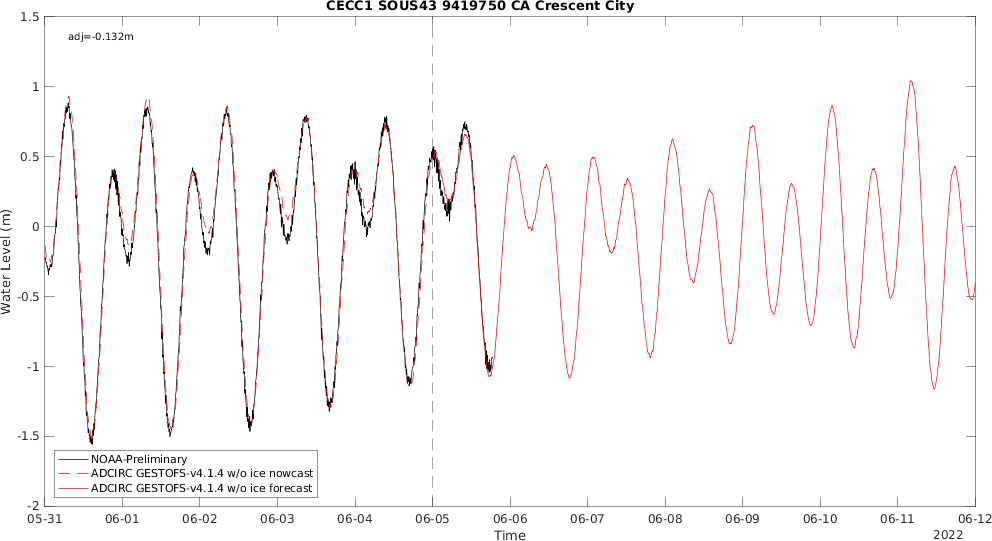 CECC1 SOUS43 9419750 CA Crescent City
adj=-0.132m
Water Level (m)
1.5
1
0.5
0
-0.5
-1
-1.5
-2
NOAA-Preliminary
ADCIRC GESTOFS-v4.1.4 w/o ice nowcast
ADCIRC GESTOFS-v4.1.4 w/o ice forecast
05-31 06-01 06-02 06-03 06-04 06-05 06-06 06-07 06-08 06-09 06-10 06-11 06-12
Time
2022